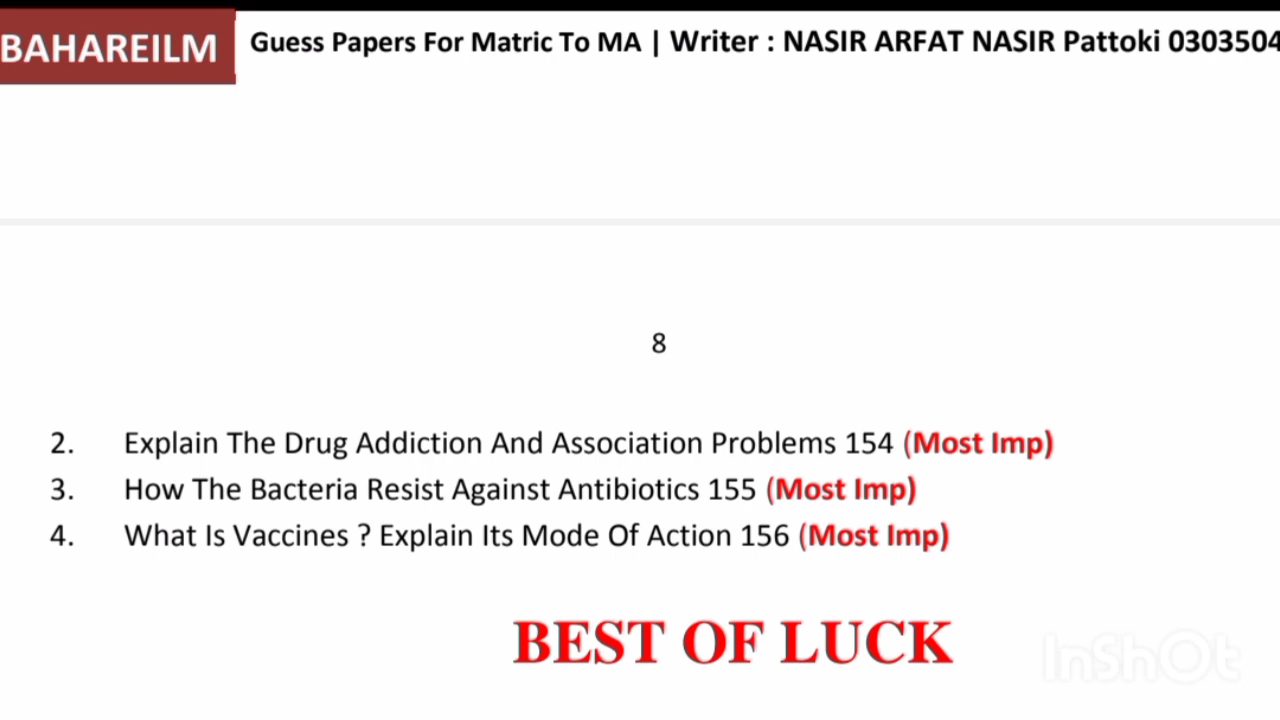 BAHAREILM
Guess Papers For Matric To MA | Writer : NASIR ARFAT NASIR Pattoki 0303504
8
2. Explain The Drug Addiction And Association Problems 154 (Most Imp)
3. How The Bacteria Resist Against Antibiotics 155 (Most Imp)
4. What Is Vaccines ? Explain Its Mode Of Action 156 (Most Imp)
BEST OF LUCK
InShOt